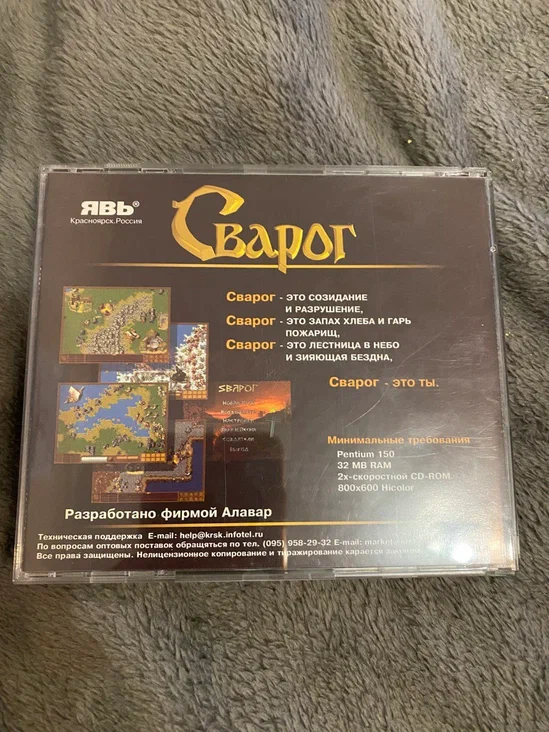 ЯВЬ®
Красноярск.Россия
Сварог
Сварог - ЭТО СОЗИДАНИЕ
И РАЗРУШЕНИЕ,
Сварог - ЭТО ЗАПАХ ХЛЕБА И ГАРЬ
ПОЖАРИЩ,
Сварог - ЭТО ЛЕСТНИЦА В НЕБО
И ЗИЯЮЩАЯ БЕЗДНА,
Сварог - ЭТО ТЫ.
СВАРОГ
Минимальные требования
Pentium 150
32 MB RAM
2х-скоростной CD-ROM
800x600 Hicolor
Разработано фирмой Алавар
Техническая поддержка E-mail: help@krsk.infotel.ru
По вопросам оптовых поставок обращяться по тел. (095) 958-29-32 E-mail:
Все права защищены. Нелицензионное копирование и тиражирование карается